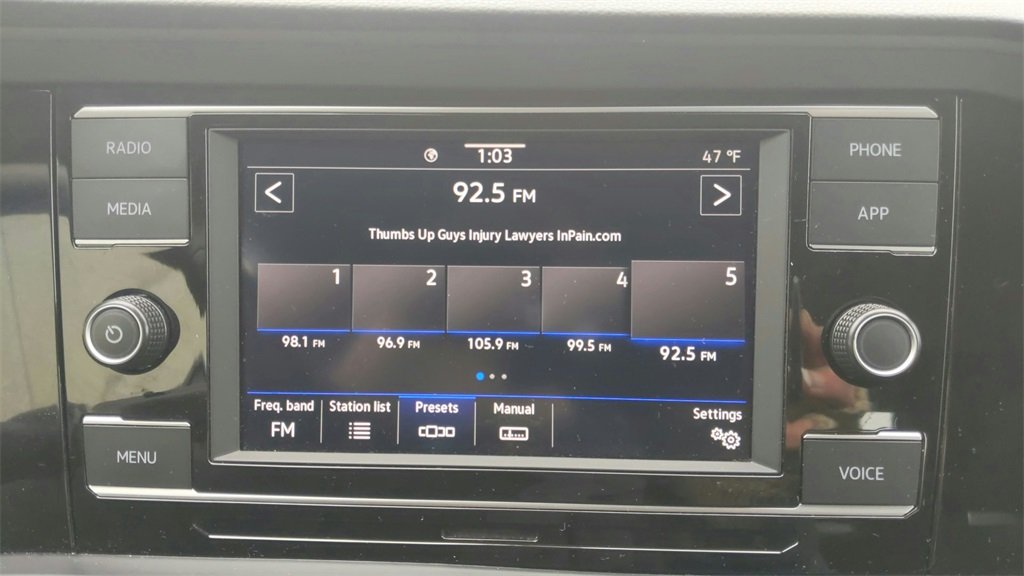 RADIO
MEDIA
MENU
1:03
47 °F
<
92.5 FM
>
Thumbs Up Guys Injury Lawyers InPain.com
1 2 3 4 5
98.1 FM 96.9 FM 105.9 FM 99.5 FM 92.5 FM
Freq. band Station list Presets Manual Settings
FM
PHONE
APP
VOICE